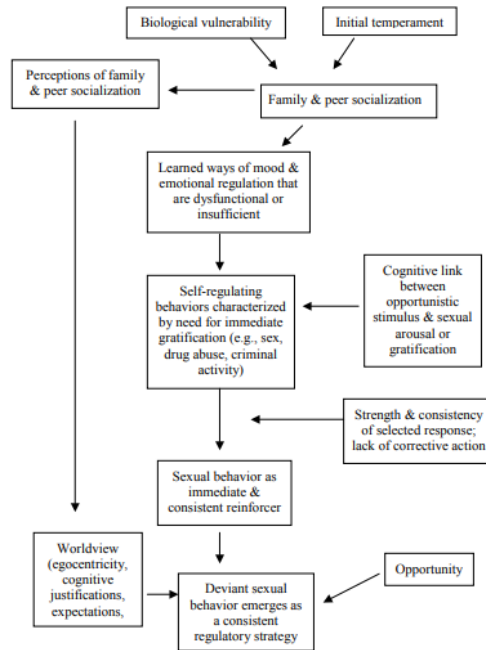 Biological vulnerability
Initial temperament
Perceptions of family
& peer socialization
Family & peer socialization
Learned ways of mood &
emotional regulation that
are dysfunctional or
insufficient
Self-regulating
behaviors characterized
by need for immediate
gratification (e.g., sex,
drug abuse, criminal
activity)
Cognitive link
between
opportunistic
stimulus & sexual
arousal or
gratification
Strength & consistency
of selected response;
lack of corrective action
Sexual behavior as
immediate &
consistent reinforcer
Worldview
(egocentricity,
cognitive
justifications,
expectations,
Deviant sexual
behavior emerges as
a consistent
regulatory strategy
Opportunity